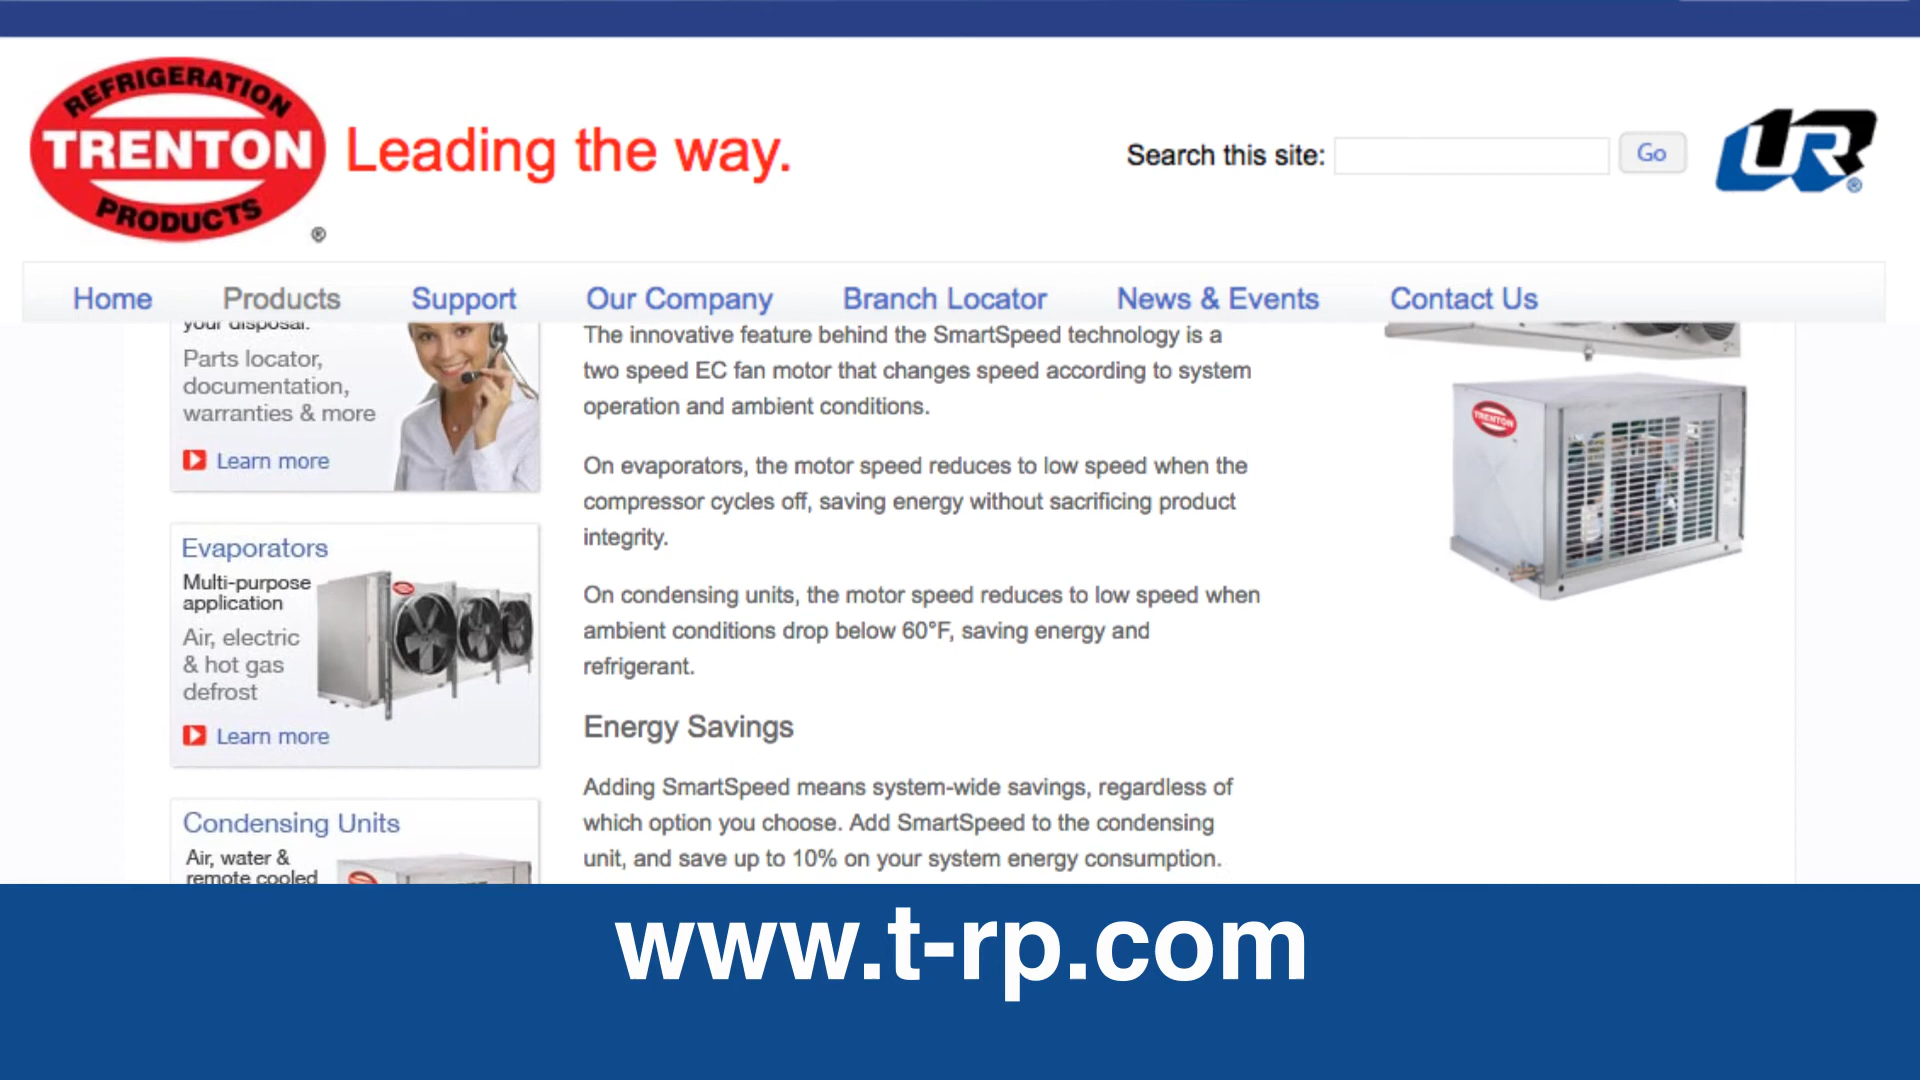 REFRIGERATION
TRENTON
PRODUCTS
®
Leading the way.
Search this site:
Go
UR
®
Home
Products
Support
Our Company
Branch Locator
News & Events
Contact Us
your disposal.
Parts locator,
documentation,
warranties & more
Learn more
Evaporators
Multi-purpose
application
Air, electric
& hot gas
defrost
Learn more
Condensing Units
Air, water &
remote cooled
The innovative feature behind the SmartSpeed technology is a
two speed EC fan motor that changes speed according to system
operation and ambient conditions.
On evaporators, the motor speed reduces to low speed when the
compressor cycles off, saving energy without sacrificing product
integrity.
On condensing units, the motor speed reduces to low speed when
ambient conditions drop below 60°F, saving energy and
refrigerant.
Energy Savings
Adding SmartSpeed means system-wide savings, regardless of
which option you choose. Add SmartSpeed to the condensing
unit, and save up to 10% on your system energy consumption.
TRENTON
www.t-rp.com